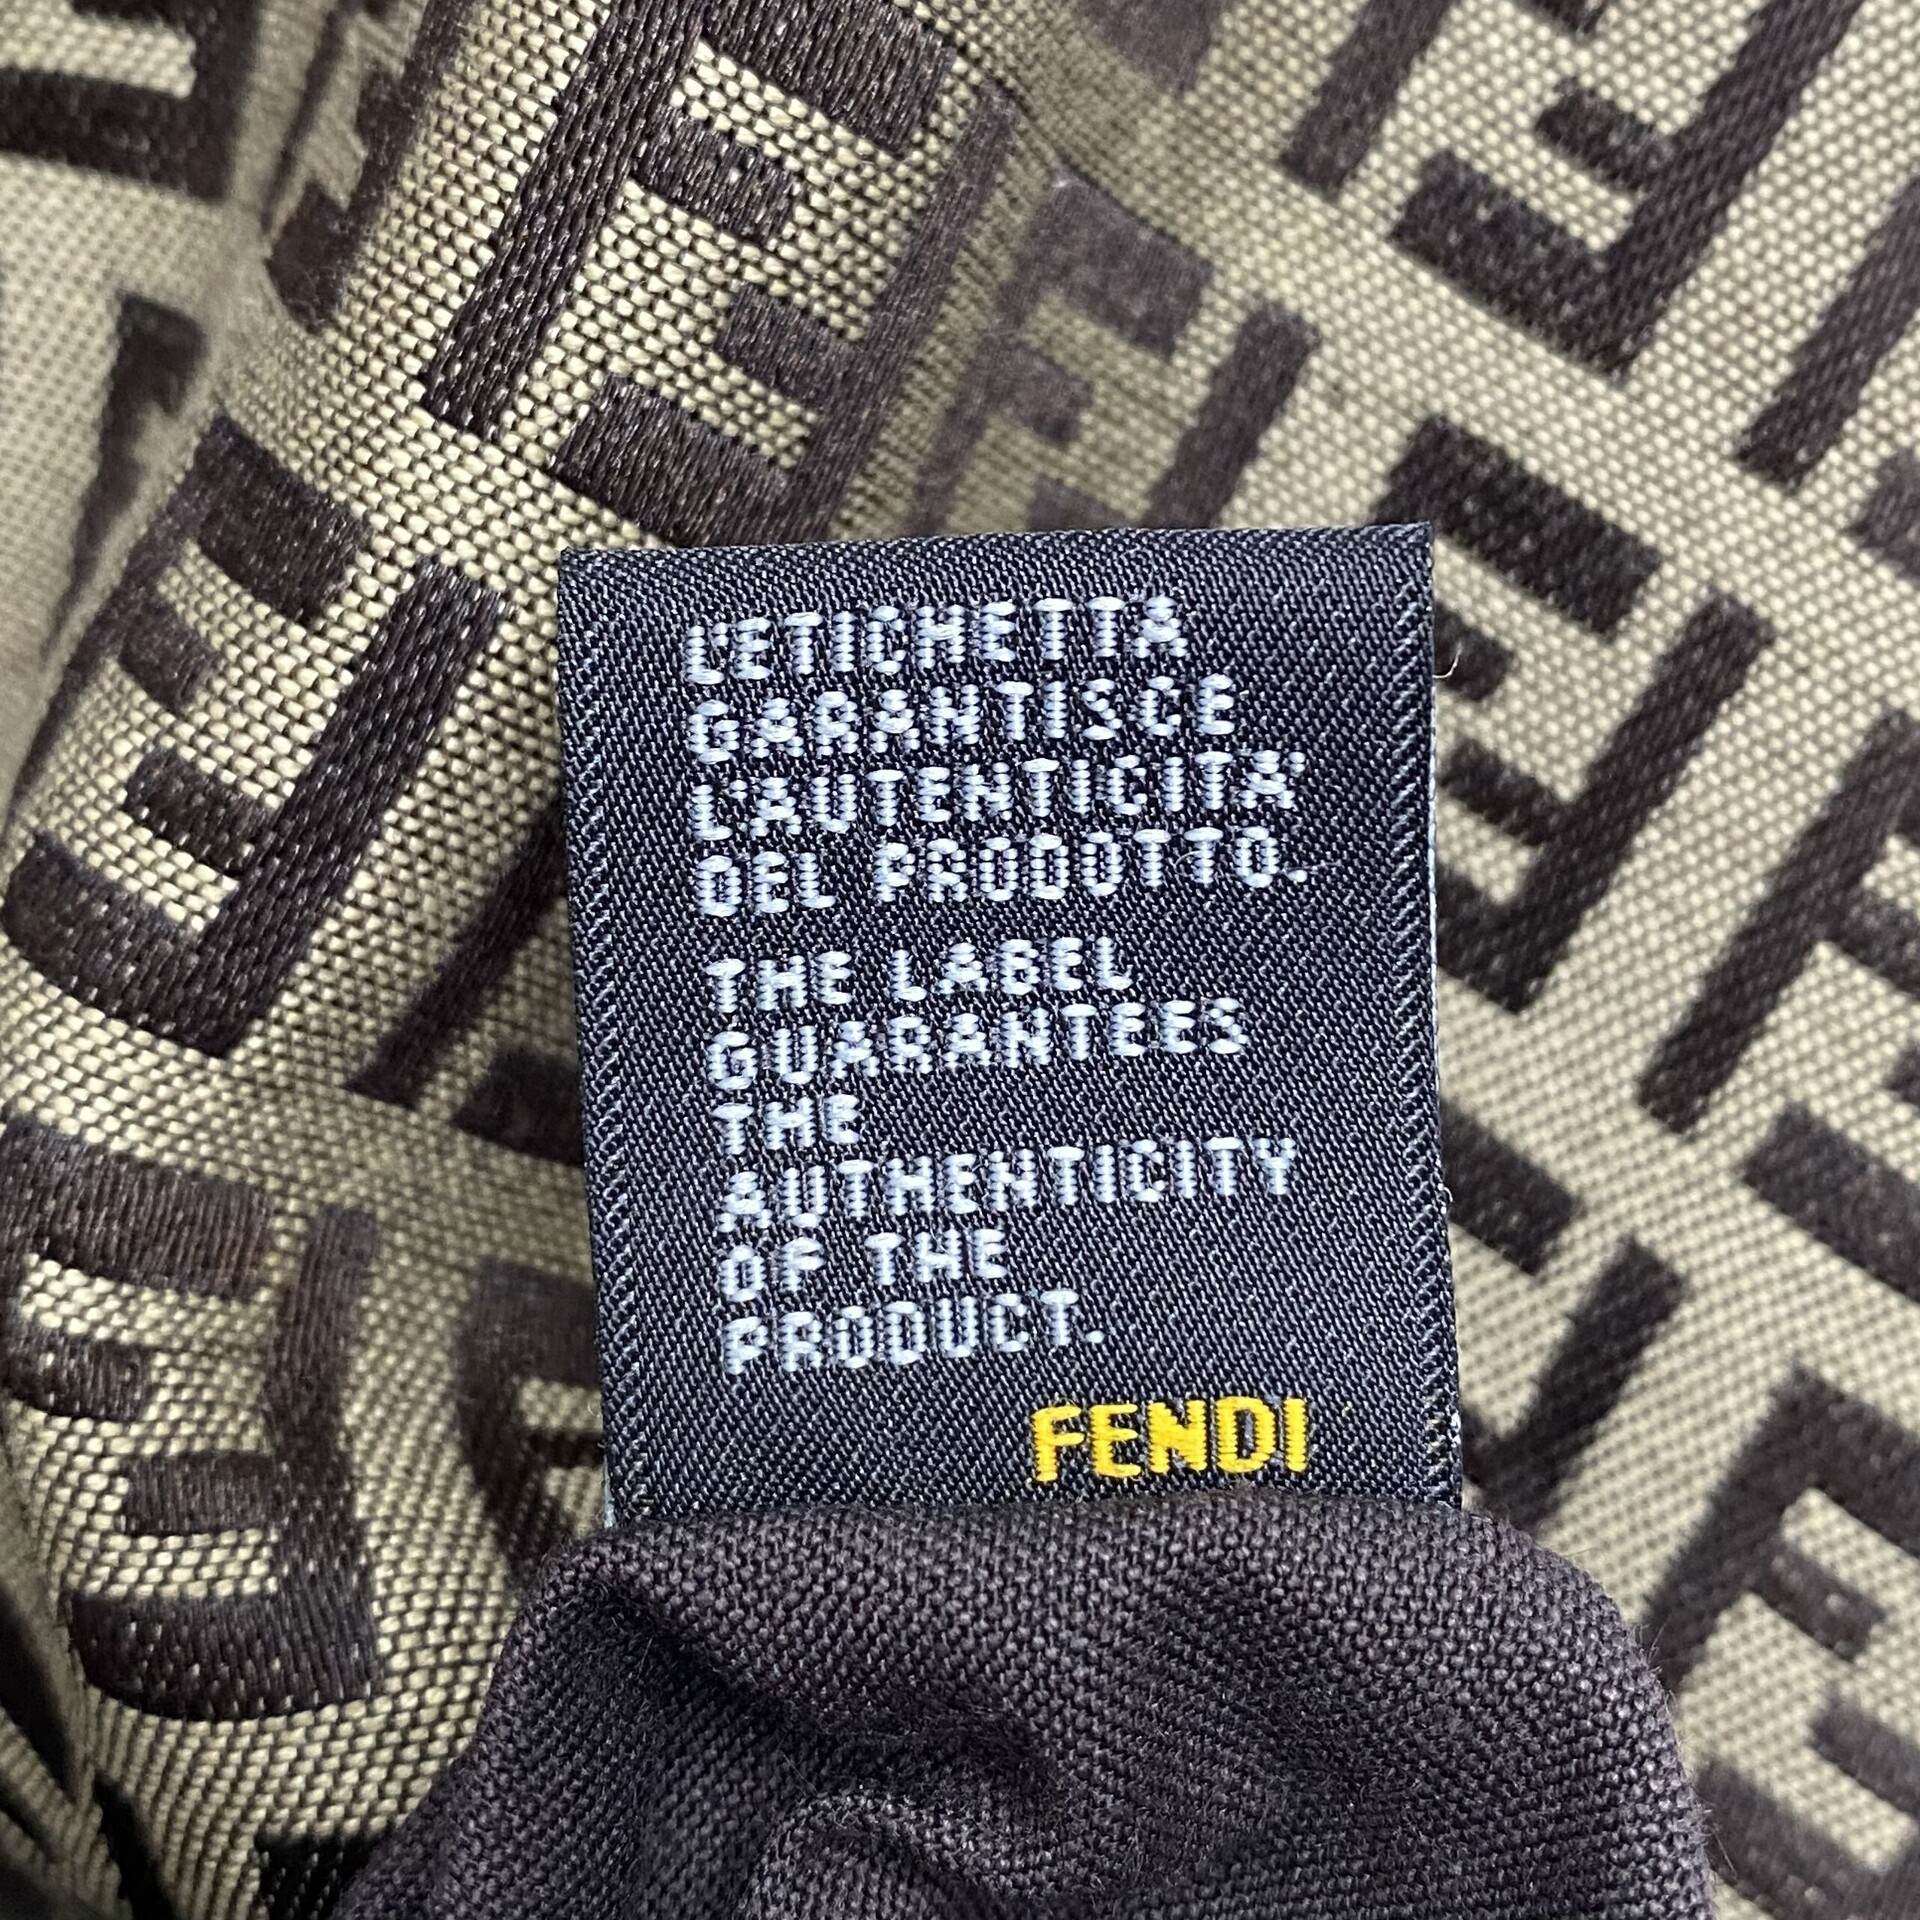 L'ETICHETTA
GARANTISCE
L'AUTENTICITA'
DEL PRODOTTO.
THE LABEL
GUARANTEES
THE
AUTHENTICITY
OF THE
PRODUCT.
FENDI